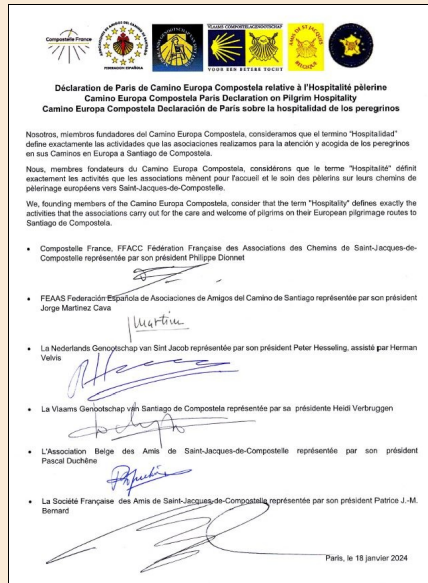 Compostelle France
FEDERACIÓN ESPAÑOLA
VLAAMS COMPOSTELAGENOOTSCHAP
VOOR EEN BETERE TOCHT
Déclaration de Paris de Camino Europa Compostela relative à l'Hospitalité pèlerine
Camino Europa Compostela Paris Declaration on Pilgrim Hospitality
Camino Europa Compostela Declaración de Paris sobre la hospitalidad de los peregrinos
Nosotros, miembros fundadores del Camino Europa Compostela, consideramos que el termino "Hospitalidad"
define exactamente las actividades que las asociaciones realizamos para la atención y acogida de los peregrinos
en sus Caminos en Europa a Santiago de Compostela.
Nous, membres fondateurs du Camino Europa Compostela, considérons que le terme "Hospitalité" définit
exactement les activités que les associations mènent pour l'accueil et le soin des pèlerins sur leurs chemins de
pèlerinage européens vers Saint-Jacques-de-Compostelle.
We, founding members of the Camino Europa Compostela, consider that the term "Hospitality" defines exactly the
activities that the associations carry out for the care and welcome of pilgrims on their European pilgrimage routes to
Santiago de Compostela.
• Compostelle France, FFACC Fédération Française des Associations des Chemins de Saint-Jacques-de-
Compostelle représentée par son président Philippe Dionnet
• FEAAS Federación Española de Asociaciones de Amigos del Camino de Santiago représentée par son président
Jorge Martinez Cava
Martinez
• La Nederlands Genootschap van Sint Jacob représentée par son président Peter Hesseling, assisté par Herman
Velvis
• La Vlaams Genootschap van Santiago de Compostela représentée par sa présidente Heidi Verbruggen
• L'Association Belge des Amis de Saint-Jacques-de-Compostelle représentée par son président
Pascal Duchêne
• La Société Française des Amis de Saint-Jacques-de-Compostelle représentée par son président Patrice J.-M.
Bernard
Paris, le 18 janvier 2024